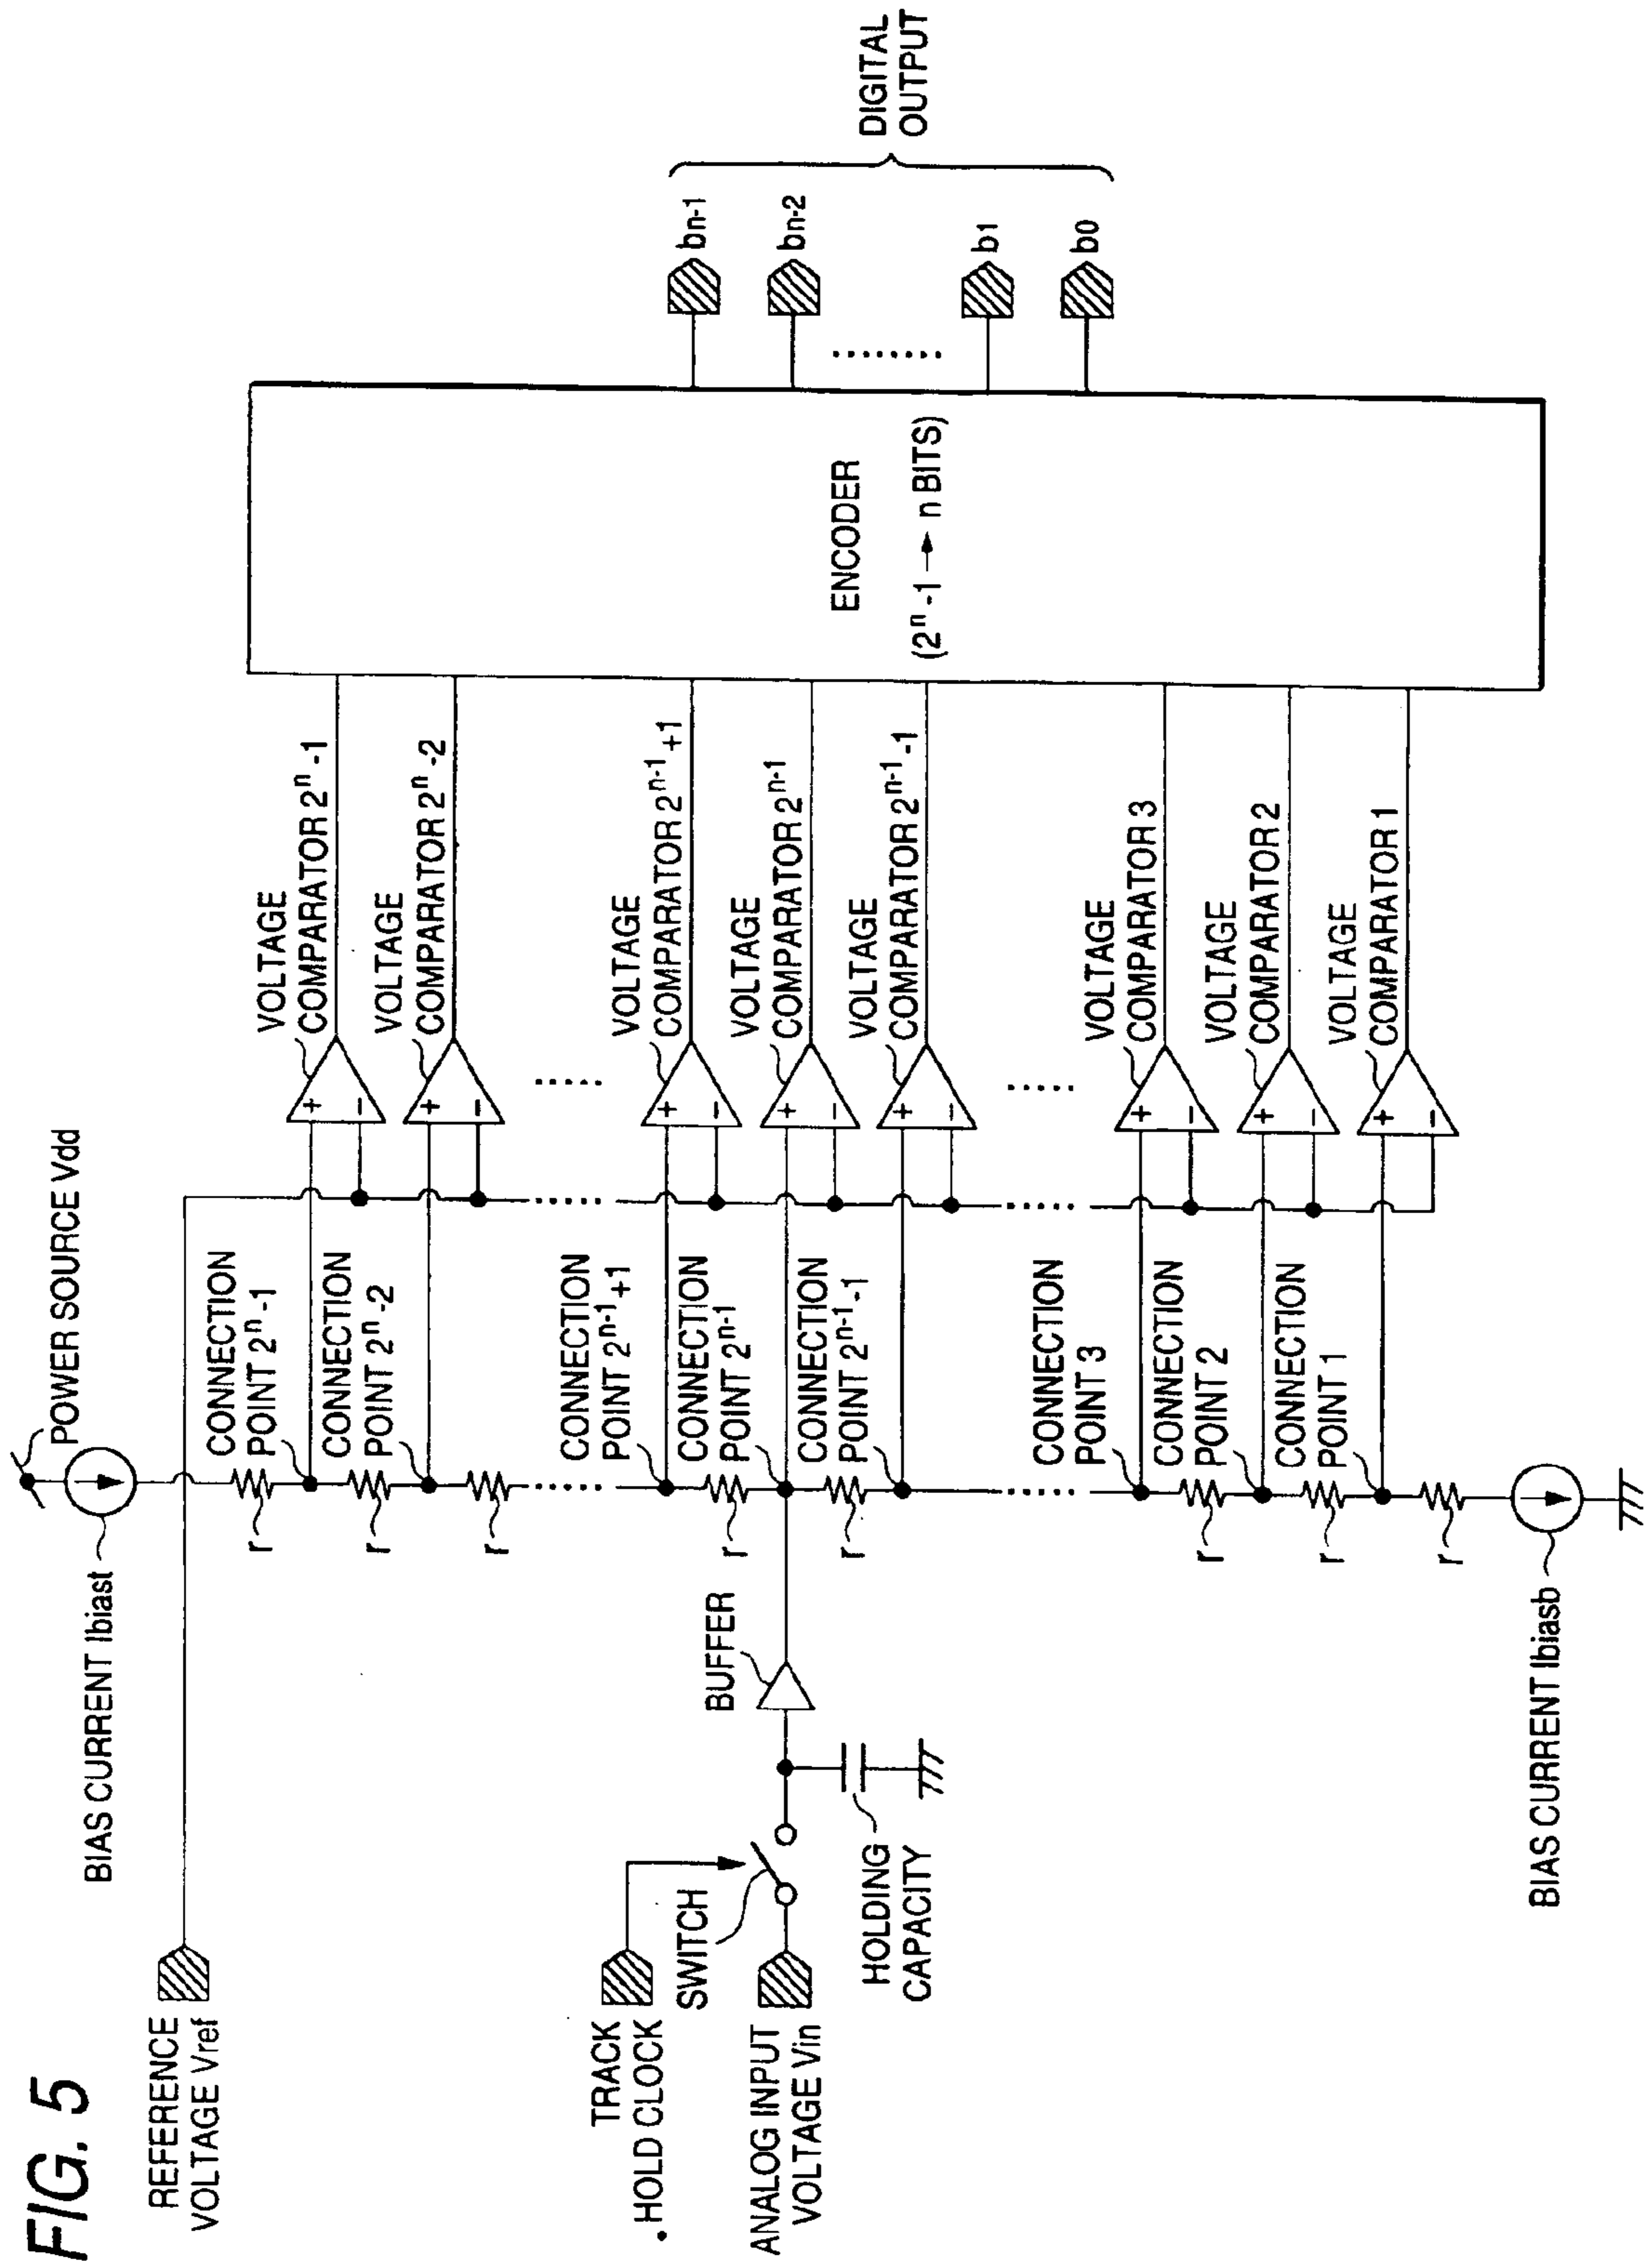 FIG. 5
REFERENCE
VOLTAGE Vref
BIAS CURRENT Ibiast
POWER SOURCE Vdd
CONNECTION
POINT 2ⁿ-1
CONNECTION
POINT 2ⁿ-2
CONNECTION
POINT 2ⁿ⁻¹+1
CONNECTION
POINT 2ⁿ⁻¹
CONNECTION
POINT 2ⁿ⁻¹-1
CONNECTION
POINT 3
CONNECTION
POINT 2
CONNECTION
POINT 1
r
r
r
r
r
r
r
r
TRACK
HOLD CLOCK
SWITCH
ANALOG INPUT
VOLTAGE Vin
HOLDING
CAPACITY
BUFFER
BIAS CURRENT Ibiasb
VOLTAGE
COMPARATOR 2ⁿ-1
+
-
VOLTAGE
COMPARATOR 2ⁿ-2
+
-
VOLTAGE
COMPARATOR 2ⁿ⁻¹+1
+
-
VOLTAGE
COMPARATOR 2ⁿ⁻¹
+
-
VOLTAGE
COMPARATOR 2ⁿ⁻¹-1
+
-
VOLTAGE
COMPARATOR 3
+
-
VOLTAGE
COMPARATOR 2
+
-
VOLTAGE
COMPARATOR 1
+
-
ENCODER
(2ⁿ-1 → n BITS)
bn-1
bn-2
b1
b0
DIGITAL
OUTPUT